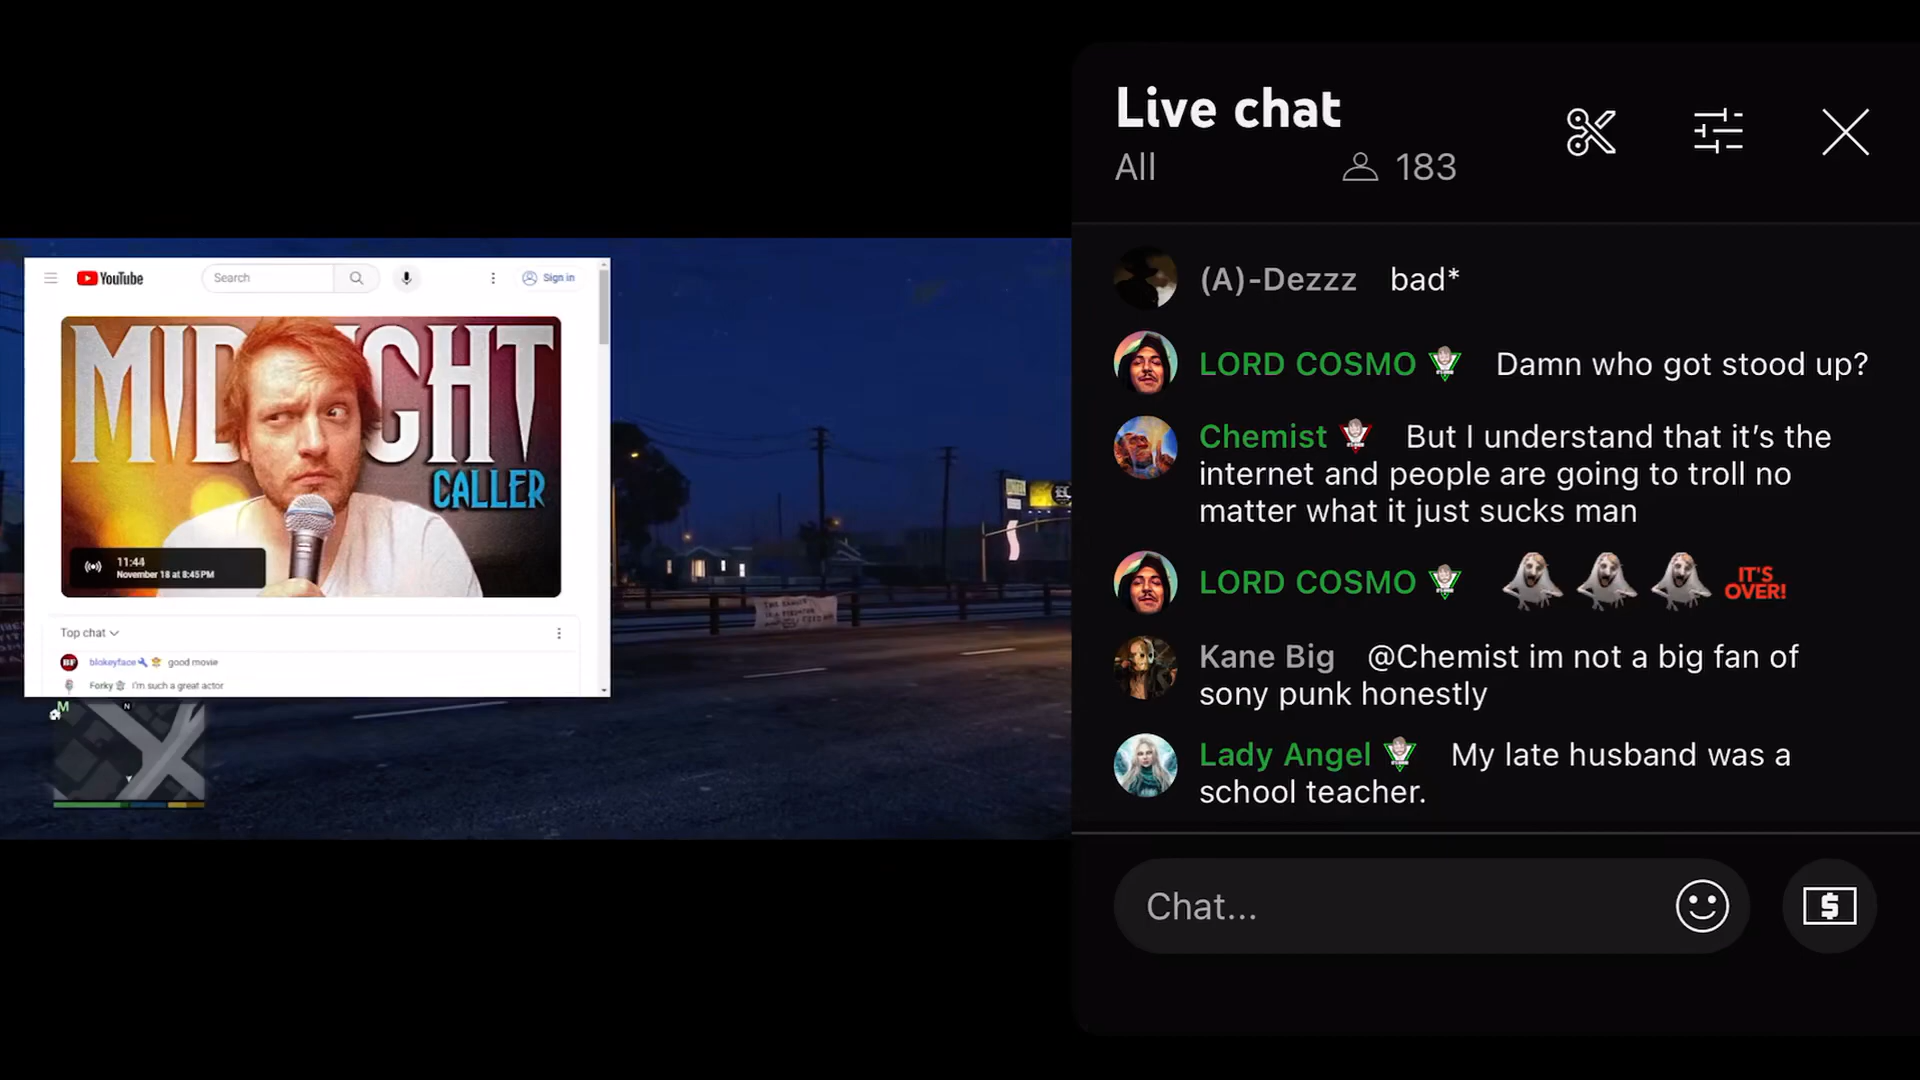 YouTube
Search
Sign in
MIDNIGHT
CALLER
11:44
November 18 at 8:45PM
Top chat
blokeyface good movie
Forky I'm such a great actor
M
N
Live chat
All
183
(A)-Dezzz bad*
LORD COSMO Damn who got stood up?
Chemist But I understand that it's the
internet and people are going to troll no
matter what it just sucks man
LORD COSMO IT'S
OVER!
Kane Big @Chemist im not a big fan of
sony punk honestly
Lady Angel My late husband was a
school teacher.
Chat...